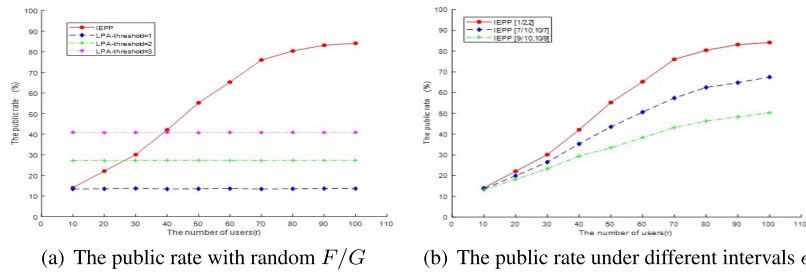 100
90
80
70
60
50
40
30
20
10
0
The public rate (%)
IEPP
LPA-threshold=1
LPA-threshold=2
LPA-threshold=3
0 10 20 30 40 50 60 70 80 90 100 110
The number of users(r)
(a) The public rate with random F/G
100
90
80
70
60
50
40
30
20
10
0
The public rate (%)
IEPP [1/2,2]
IEPP [7/10,10/7]
IEPP [9/10,10/9]
0 10 20 30 40 50 60 70 80 90 100 110
The number of users(r)
(b) The public rate under different intervals